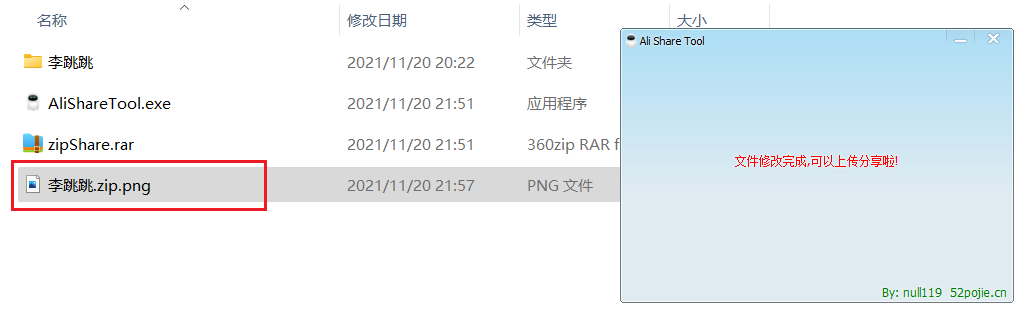 名称 修改日期 类型 大小
李跳跳 2021/11/20 20:22 文件夹
AliShareTool.exe 2021/11/20 21:51 应用程序
zipShare.rar 2021/11/20 21:51 360zip RAR f
李跳跳.zip.png 2021/11/20 21:57 PNG 文件
Ali Share Tool
文件修改完成,可以上传分享啦!
By: null119 52pojie.cn